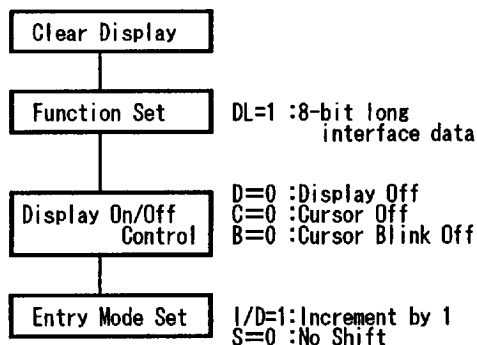 Clear Display
Function Set
DL=1 :8-bit long
interface data
Display On/Off
Control
D=0 :Display Off
C=0 :Cursor Off
B=0 :Cursor Blink Off
Entry Mode Set
I/D=1:Increment by 1
S=0 :No Shift